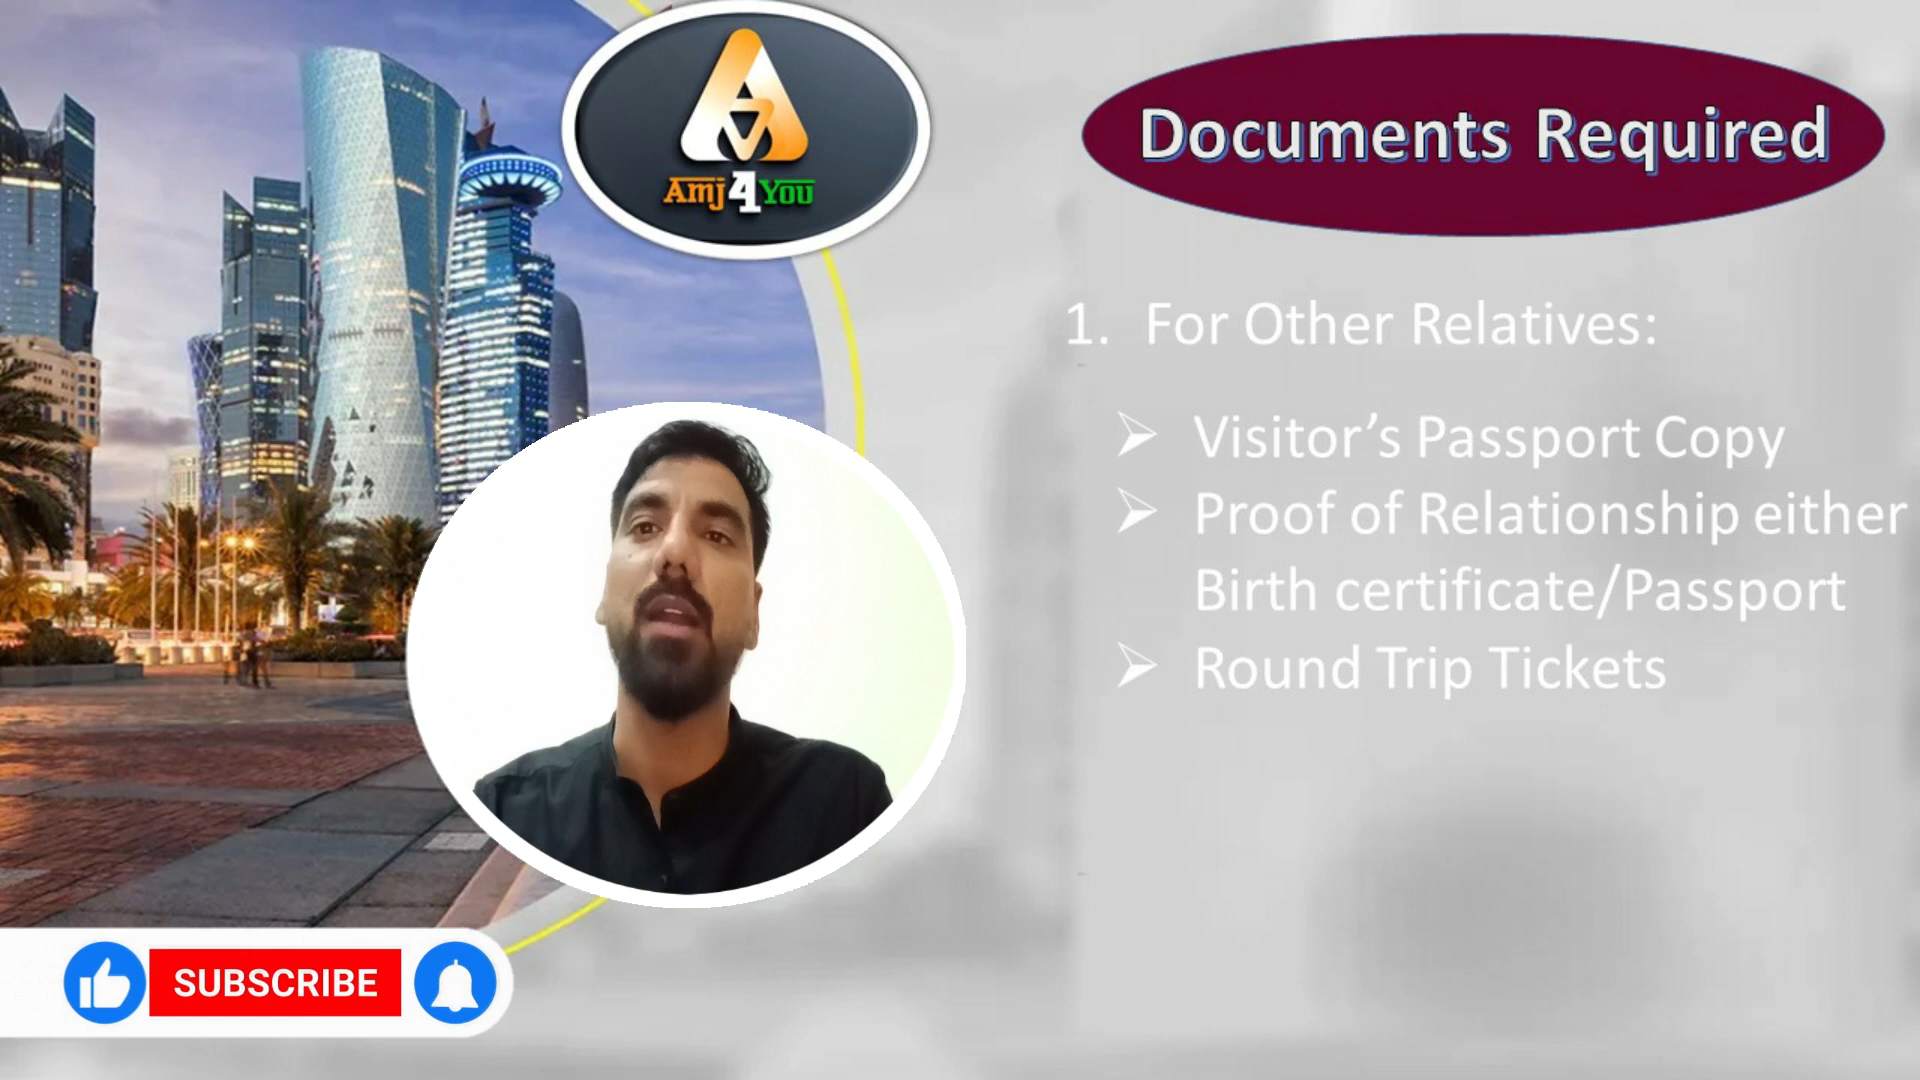 Amj4You
Documents Required
1. For Other Relatives:
➢ Visitor’s Passport Copy
➢ Proof of Relationship either
Birth certificate/Passport
➢ Round Trip Tickets
SUBSCRIBE